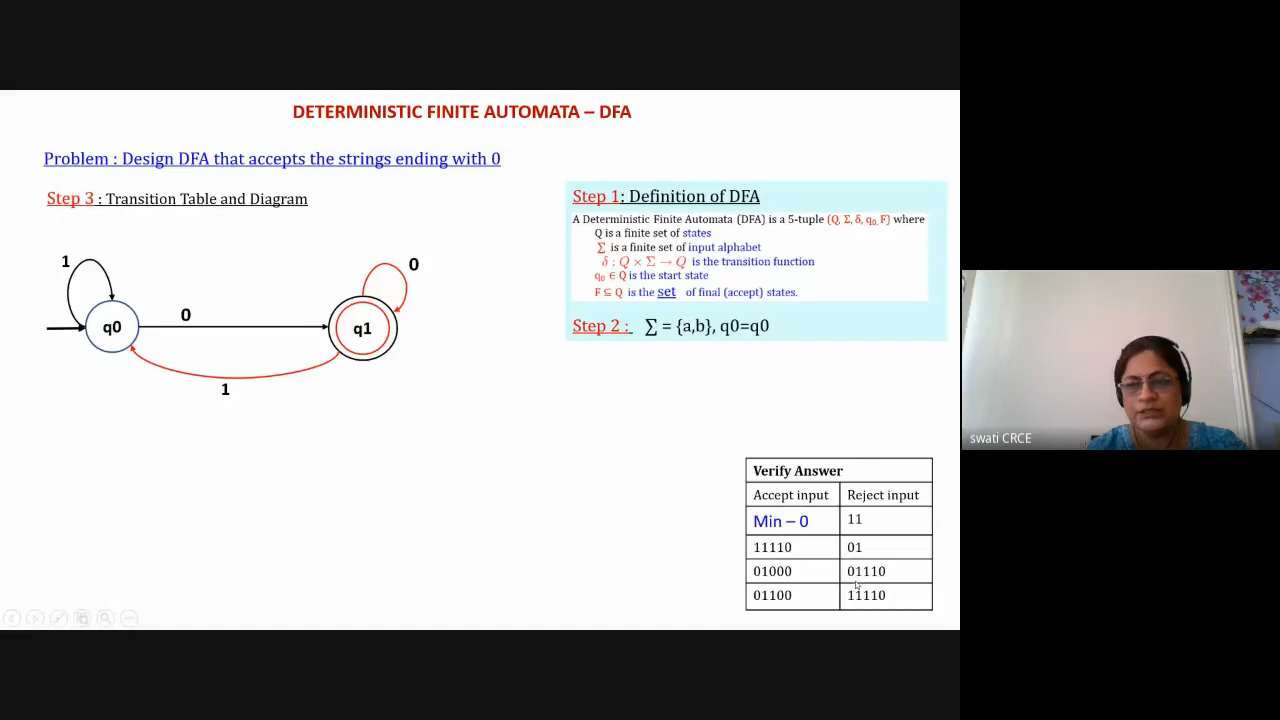 DETERMINISTIC FINITE AUTOMATA – DFA
Problem : Design DFA that accepts the strings ending with 0
Step 3 : Transition Table and Diagram
1
0
0
q0
q1
1
Step 1: Definition of DFA
A Deterministic Finite Automata (DFA) is a 5-tuple (Q, Σ, δ, q0, F) where
Q is a finite set of states
Σ is a finite set of input alphabet
δ : Q × Σ → Q is the transition function
q0 ∈ Q is the start state
F ⊆ Q is the set of final (accept) states.
Step 2 : Σ = {a,b}, q0=q0
swati CRCE
Verify Answer
Accept input Reject input
Min – 0 11
11110 01
01000 01110
01100 11110